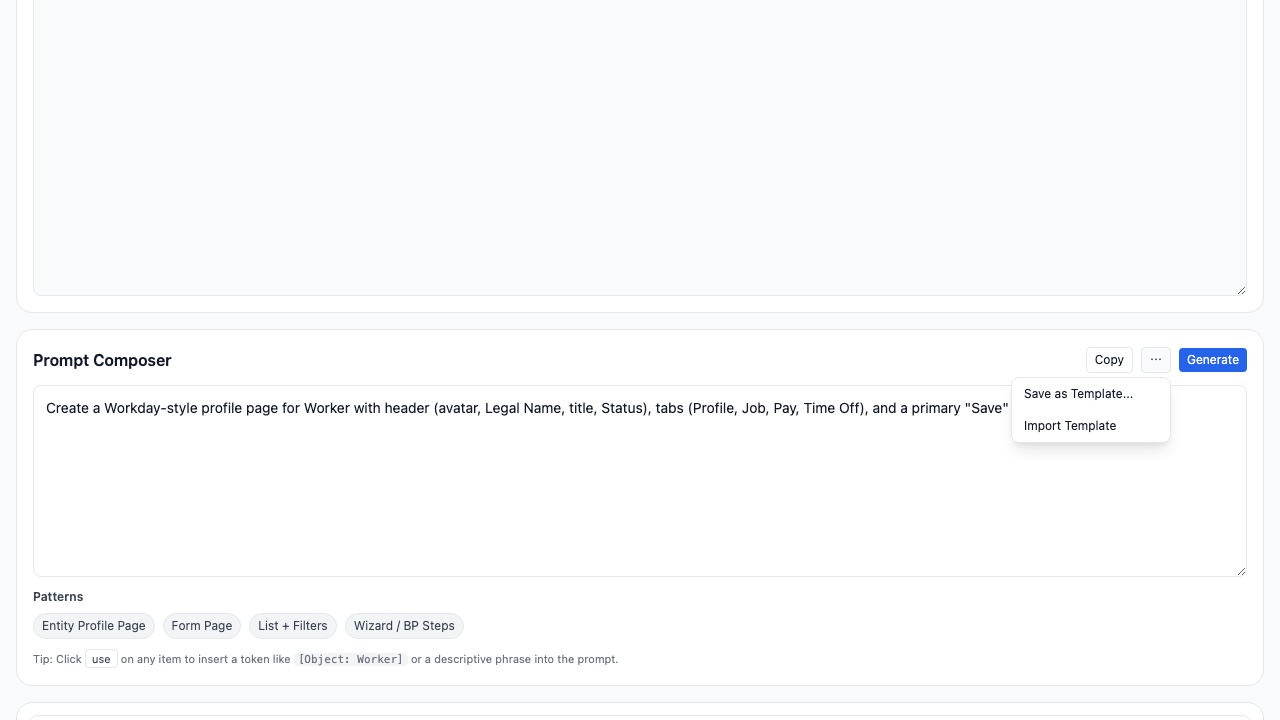 Prompt Composer
Copy
⋯
Generate
Save as Template...
Import Template
Create a Workday-style profile page for Worker with header (avatar, Legal Name, title, Status), tabs (Profile, Job, Pay, Time Off), and a primary "Save"
Patterns
Entity Profile Page
Form Page
List + Filters
Wizard / BP Steps
Tip: Click use on any item to insert a token like [Object: Worker] or a descriptive phrase into the prompt.